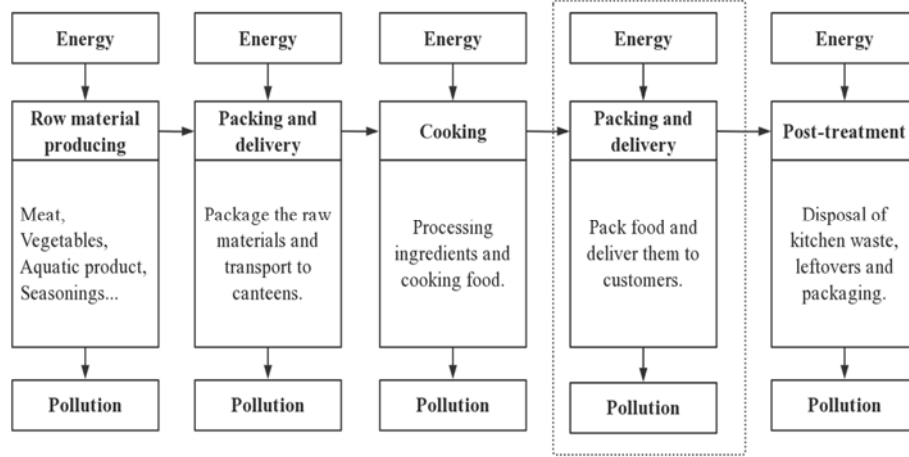 Energy
Energy
Energy
Energy
Energy
Row material
producing
Packing and
delivery
Cooking
Packing and
delivery
Post-treatment
Meat,
Vegetables,
Aquatic product,
Seasonings...
Package the raw
materials and
transport to
canteens.
Processing
ingredients and
cooking food.
Pack food and
deliver them to
customers.
Disposal of
kitchen waste,
leftovers and
packaging.
Pollution
Pollution
Pollution
Pollution
Pollution